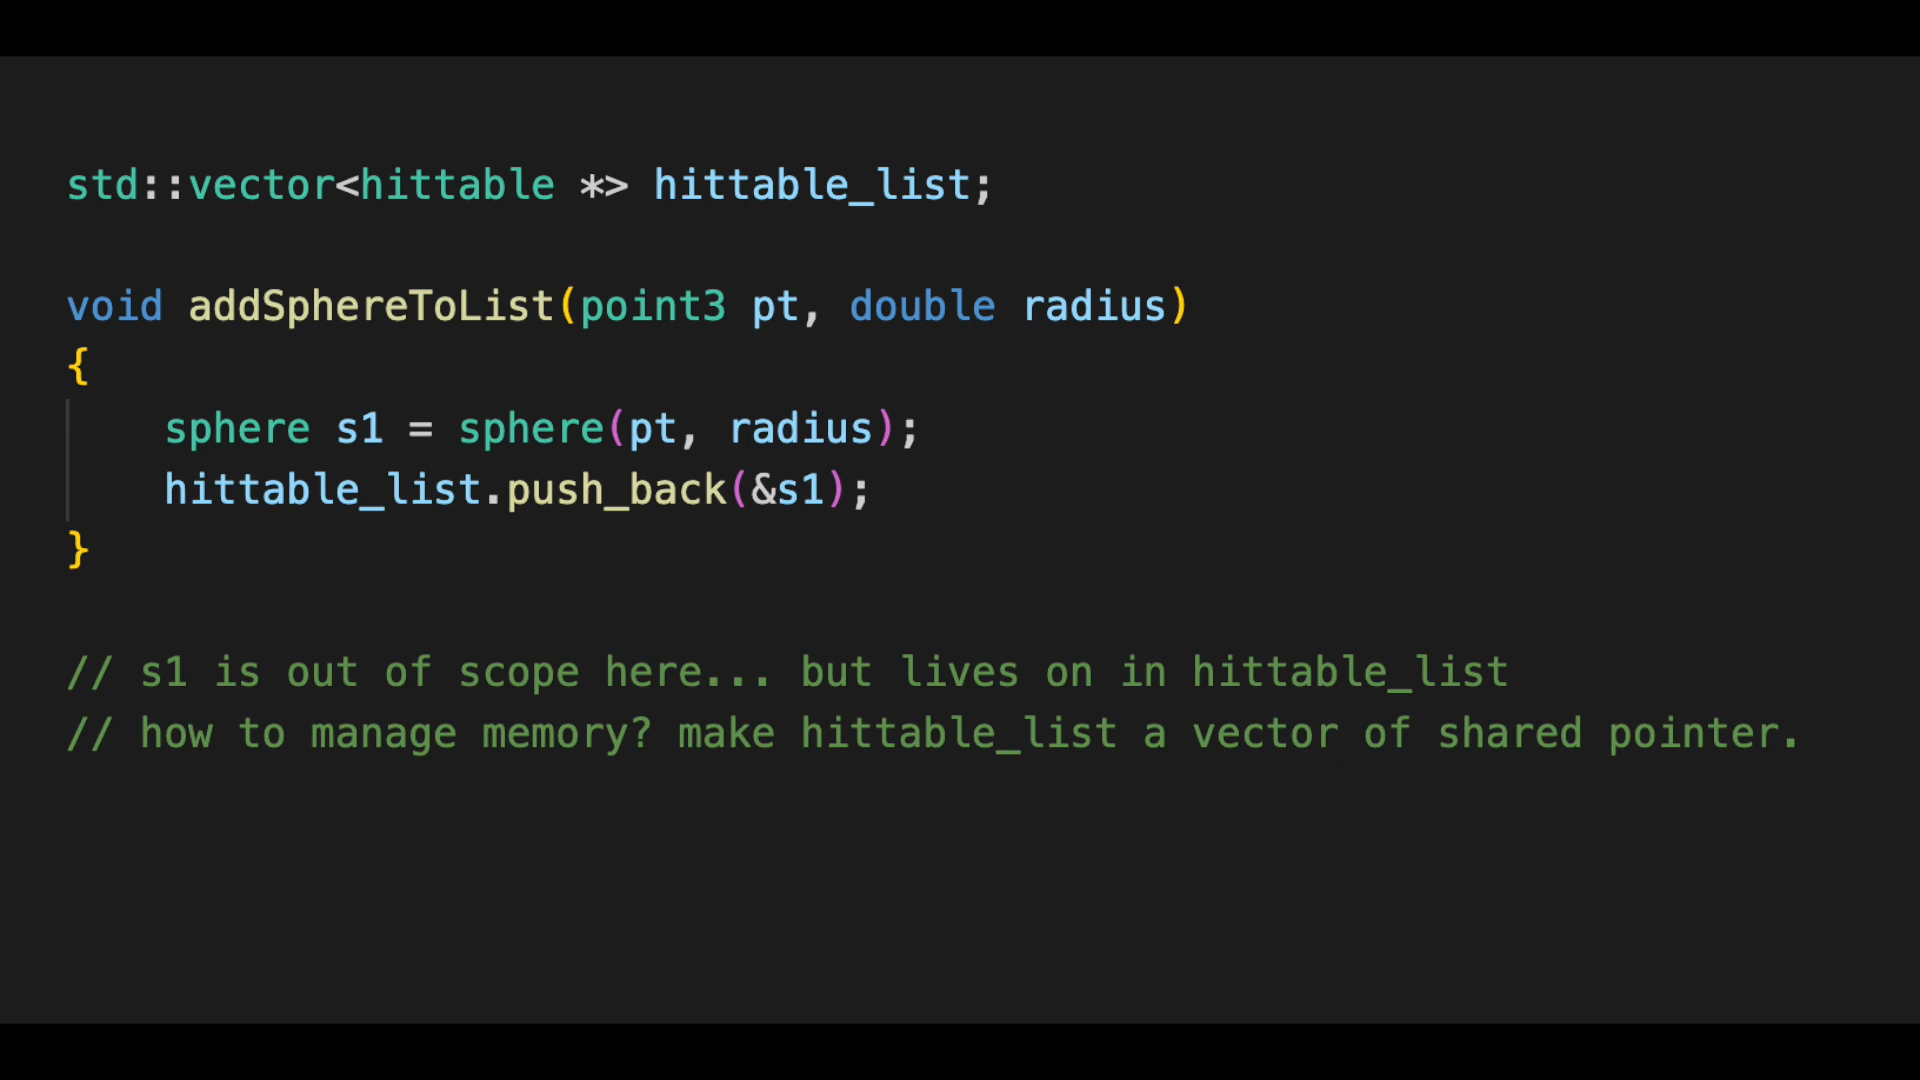 std::vector<hittable *> hittable_list;
void addSphereToList(point3 pt, double radius)
{
    sphere s1 = sphere(pt, radius);
    hittable_list.push_back(&s1);
}
// s1 is out of scope here... but lives on in hittable_list
// how to manage memory? make hittable_list a vector of shared pointer.